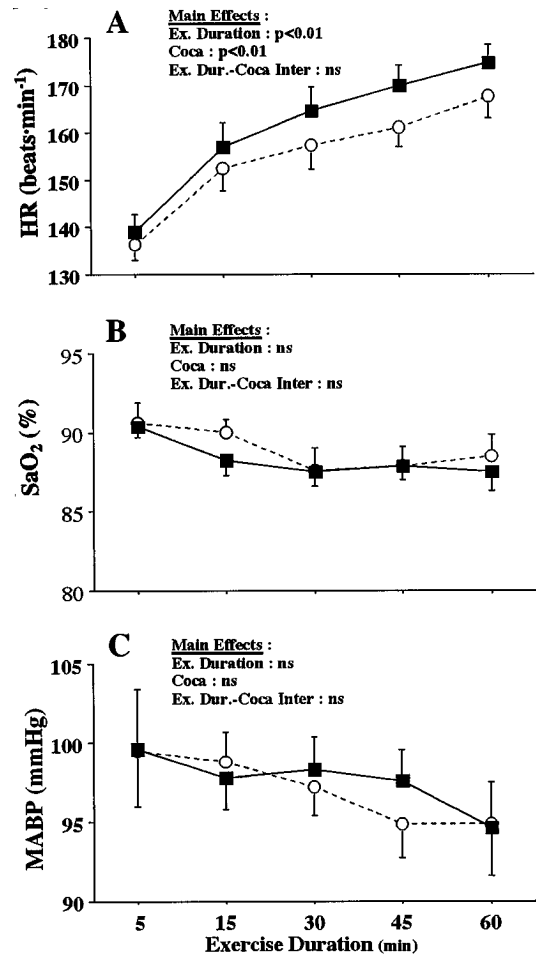 A
Main Effects :
Ex. Duration : p<0.01
Coca : p<0.01
Ex. Dur.-Coca Inter : ns
HR (beats·min⁻¹)
180
170
160
150
140
130
B
Main Effects :
Ex. Duration : ns
Coca : ns
Ex. Dur.-Coca Inter : ns
SaO₂ (%)
95
90
85
80
C
Main Effects :
Ex. Duration : ns
Coca : ns
Ex. Dur.-Coca Inter : ns
MABP (mmHg)
105
100
95
90
5 15 30 45 60
Exercise Duration (min)